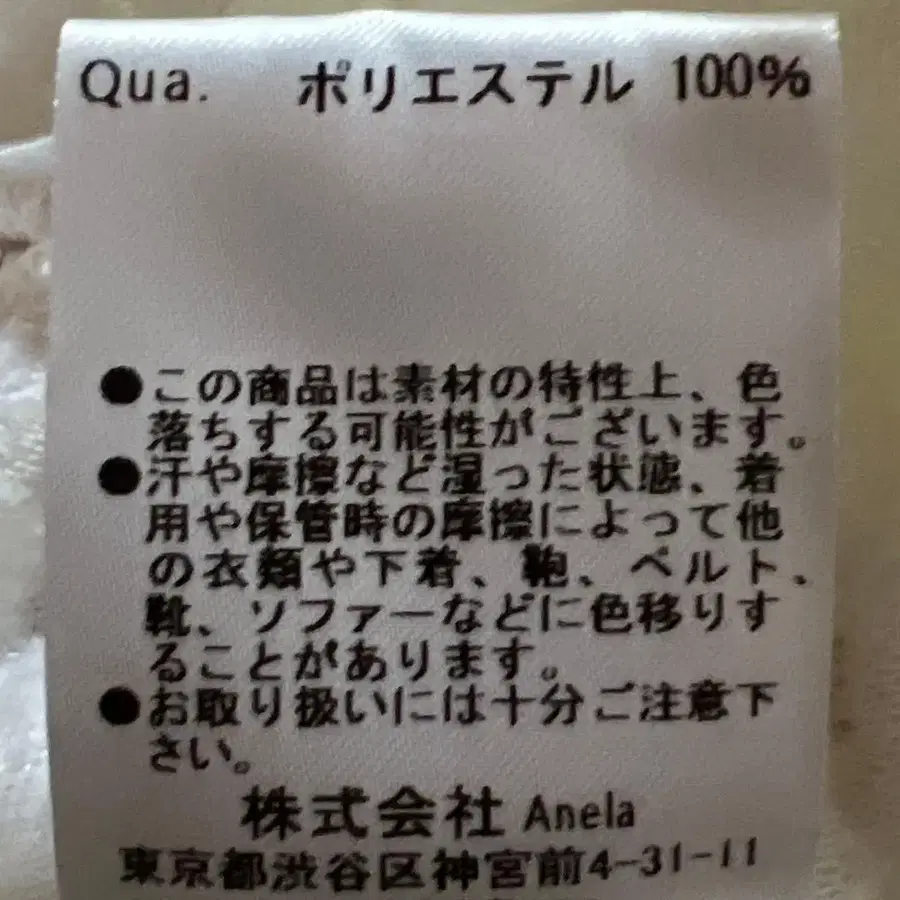 Qua. ポリエステル 100%
●この商品は素材の特性上、色
落ちする可能性がございます。
●汗や摩擦など湿った状態、着
用や保管時の摩擦によって他
の衣類や下着、鞄、ベルト、
靴、ソファーなどに色移りす
ることがあります。
●お取り扱いには十分ご注意下
さい。
株式会社 Anela
東京都渋谷区神宮前4-31-11